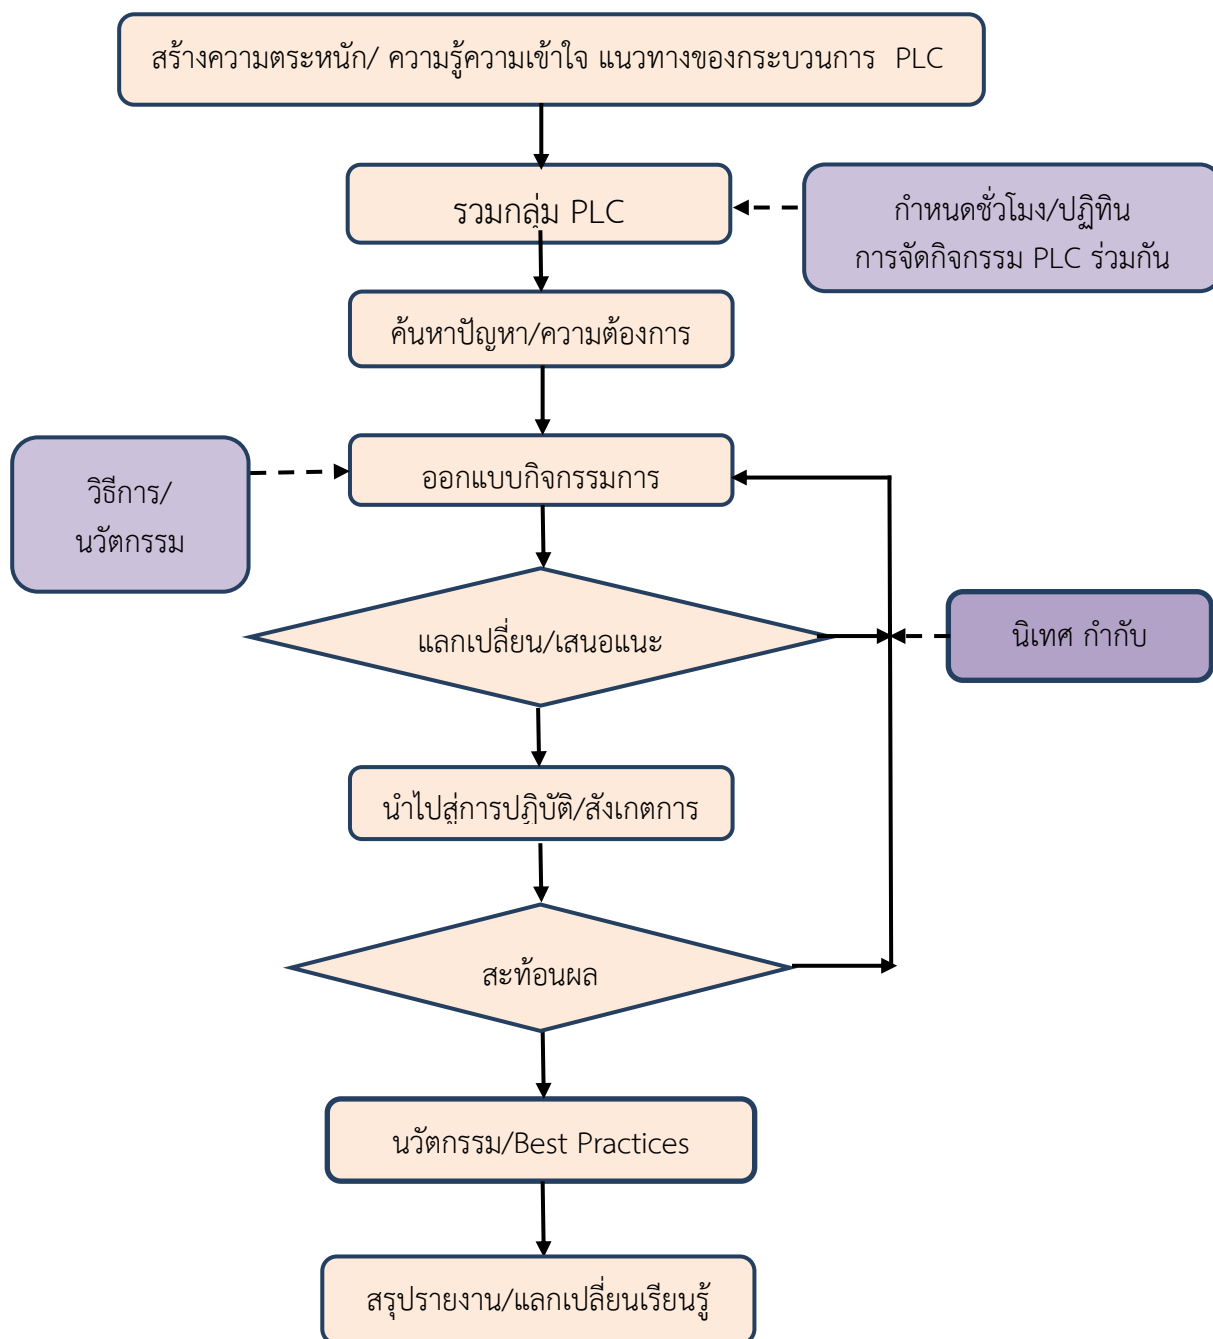 สร้างความตระหนัก/ ความรู้ความเข้าใจ แนวทางของกระบวนการ PLC
รวมกลุ่ม PLC
กำหนดชั่วโมง/ปฏิทิน
การจัดกิจกรรม PLC ร่วมกัน
ค้นหาปัญหา/ความต้องการ
วิธีการ/
นวัตกรรม
ออกแบบกิจกรรมการ
แลกเปลี่ยน/เสนอแนะ
นิเทศ กำกับ
นำไปสู่การปฏิบัติ/สังเกตการ
สะท้อนผล
นวัตกรรม/Best Practices
สรุปรายงาน/แลกเปลี่ยนเรียนรู้